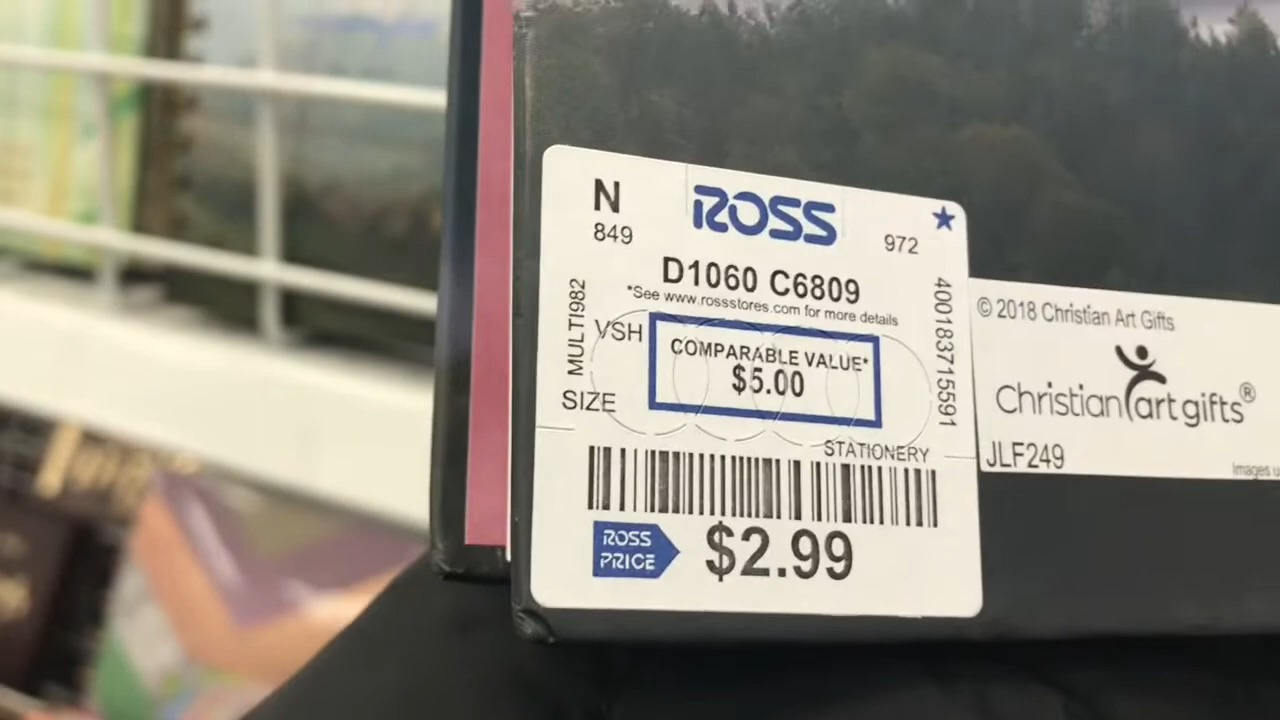 N
ROSS
849
972
D1060 C6809
*See www.rossstores.com for more details
MULTI982
VSH
COMPARABLE VALUE*
$5.00
400183715591
SIZE
STATIONERY
ROSS
PRICE
$2.99
© 2018 Christian Art Gifts
Christian art gifts®
JLF249
Images u